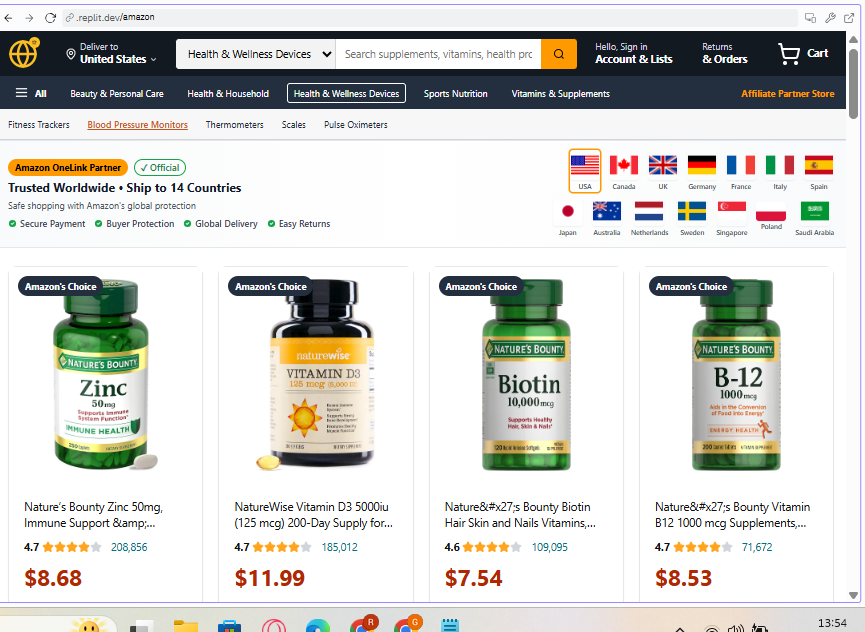 .replit.dev/amazon
Deliver to
United States
Health & Wellness Devices
Search supplements, vitamins, health prc
Hello, Sign in
Account & Lists
Returns
& Orders
Cart
All
Beauty & Personal Care
Health & Household
Health & Wellness Devices
Sports Nutrition
Vitamins & Supplements
Affiliate Partner Store
Fitness Trackers
Blood Pressure Monitors
Thermometers
Scales
Pulse Oximeters
Amazon OneLink Partner
✓ Official
Trusted Worldwide • Ship to 14 Countries
Safe shopping with Amazon's global protection
Secure Payment
Buyer Protection
Global Delivery
Easy Returns
USA
Canada
UK
Germany
France
Italy
Spain
Japan
Australia
Netherlands
Sweden
Singapore
Poland
Saudi Arabia
Amazon's Choice
NATURE'S BOUNTY
Zinc
50mg
Supports Immune
System Function*
IMMUNE HEALTH
Nature's Bounty Zinc 50mg,
Immune Support &amp;...
4.7
208,856
$8.68
Amazon's Choice
naturewise
VITAMIN D3
125 mcg (5,000 IU)
NatureWise Vitamin D3 5000iu
(125 mcg) 200-Day Supply for...
4.7
185,012
$11.99
Amazon's Choice
NATURE'S BOUNTY
Biotin
10,000mcg
Supports Healthy
Hair, Skin & Nails*
Nature&#x27;s Bounty Biotin
Hair Skin and Nails Vitamins,...
4.6
109,095
$7.54
Amazon's Choice
NATURE'S BOUNTY
B-12
1000mcg
Aids in the Conversion
of Food Into Energy*
ENERGY HEALTH
Nature&#x27;s Bounty Vitamin
B12 1000 mcg Supplements,...
4.7
71,672
$8.53
R
G
13:54